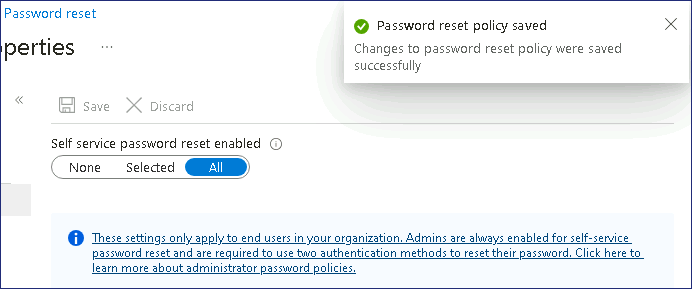 Password reset
Password reset policy saved
Changes to password reset policy were saved
successfully
operties ...
«
Save Discard
Self service password reset enabled
None Selected All
These settings only apply to end users in your organization. Admins are always enabled for self-service
password reset and are required to use two authentication methods to reset their password. Click here to
learn more about administrator password policies.